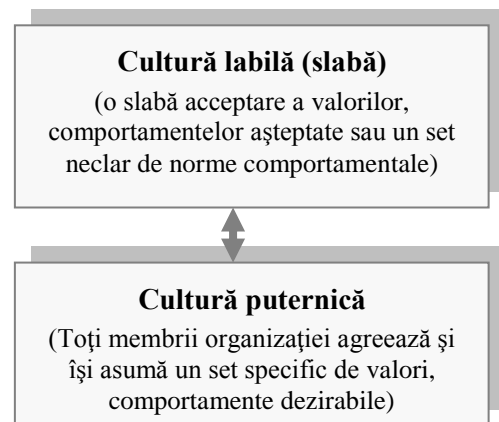 Cultură labilă (slabă)
(o slabă acceptare a valorilor,
comportamentelor aşteptate sau un set
neclar de norme comportamentale)
Cultură puternică
(Toţi membrii organizaţiei agreează şi
îşi asumă un set specific de valori,
comportamente dezirabile)